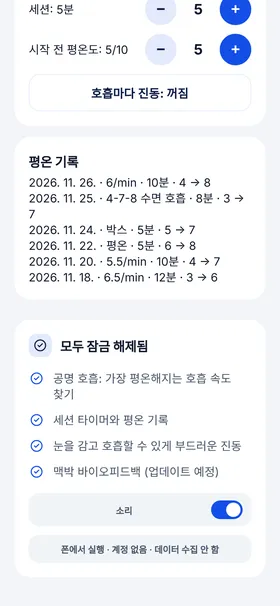 세션: 5분
− 5 +
시작 전 평온도: 5/10
− 5 +
호흡마다 진동: 꺼짐
평온 기록
2026. 11. 26. · 6/min · 10분 · 4 → 8
2026. 11. 25. · 4-7-8 수면 호흡 · 8분 · 3 →
7
2026. 11. 24. · 박스 · 5분 · 5 → 7
2026. 11. 22. · 평온 · 5분 · 6 → 8
2026. 11. 20. · 5.5/min · 10분 · 4 → 7
2026. 11. 18. · 6.5/min · 12분 · 3 → 6
모두 잠금 해제됨
공명 호흡: 가장 평온해지는 호흡 속도
찾기
세션 타이머와 평온 기록
눈을 감고 호흡할 수 있게 부드러운 진동
맥박 바이오피드백 (업데이트 예정)
소리
폰에서 실행 · 계정 없음 · 데이터 수집 안 함